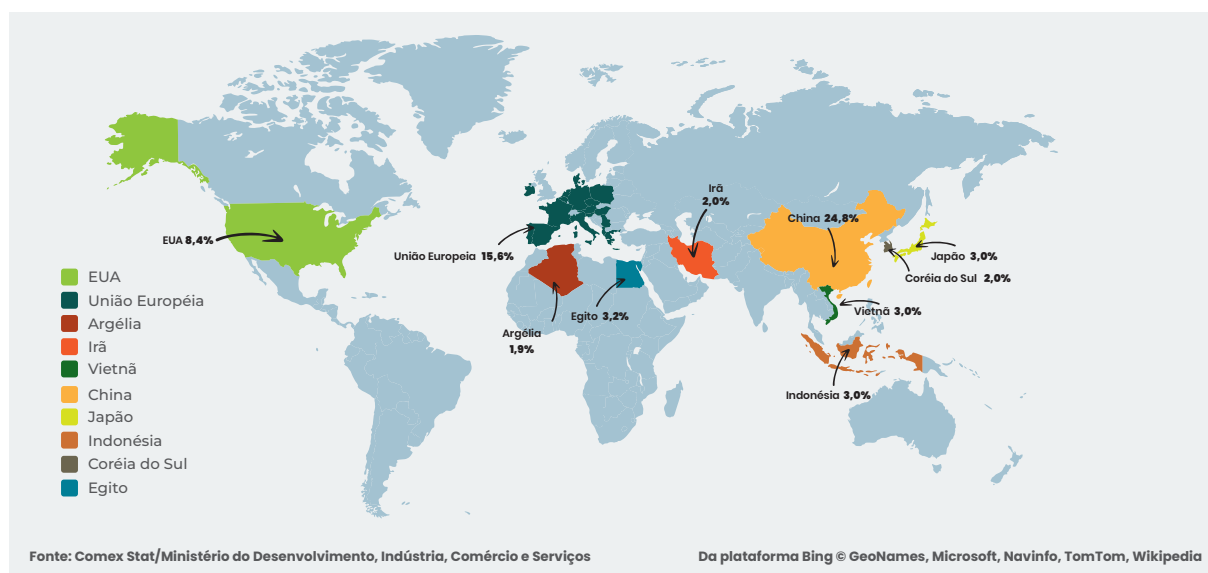 Irã
2,0%
China 24,8%
EUA 8,4%
União Europeia 15,6%
Japão 3,0%
Coréia do Sul 2,0%
Egito 3,2%
Vietnã 3,0%
Argélia
1,9%
Indonésia 3,0%
EUA
União Européia
Argélia
Irã
Vietnã
China
Japão
Indonésia
Coréia do Sul
Egito
Fonte: Comex Stat/Ministério do Desenvolvimento, Indústria, Comércio e Serviços
Da plataforma Bing © GeoNames, Microsoft, Navinfo, TomTom, Wikipedia